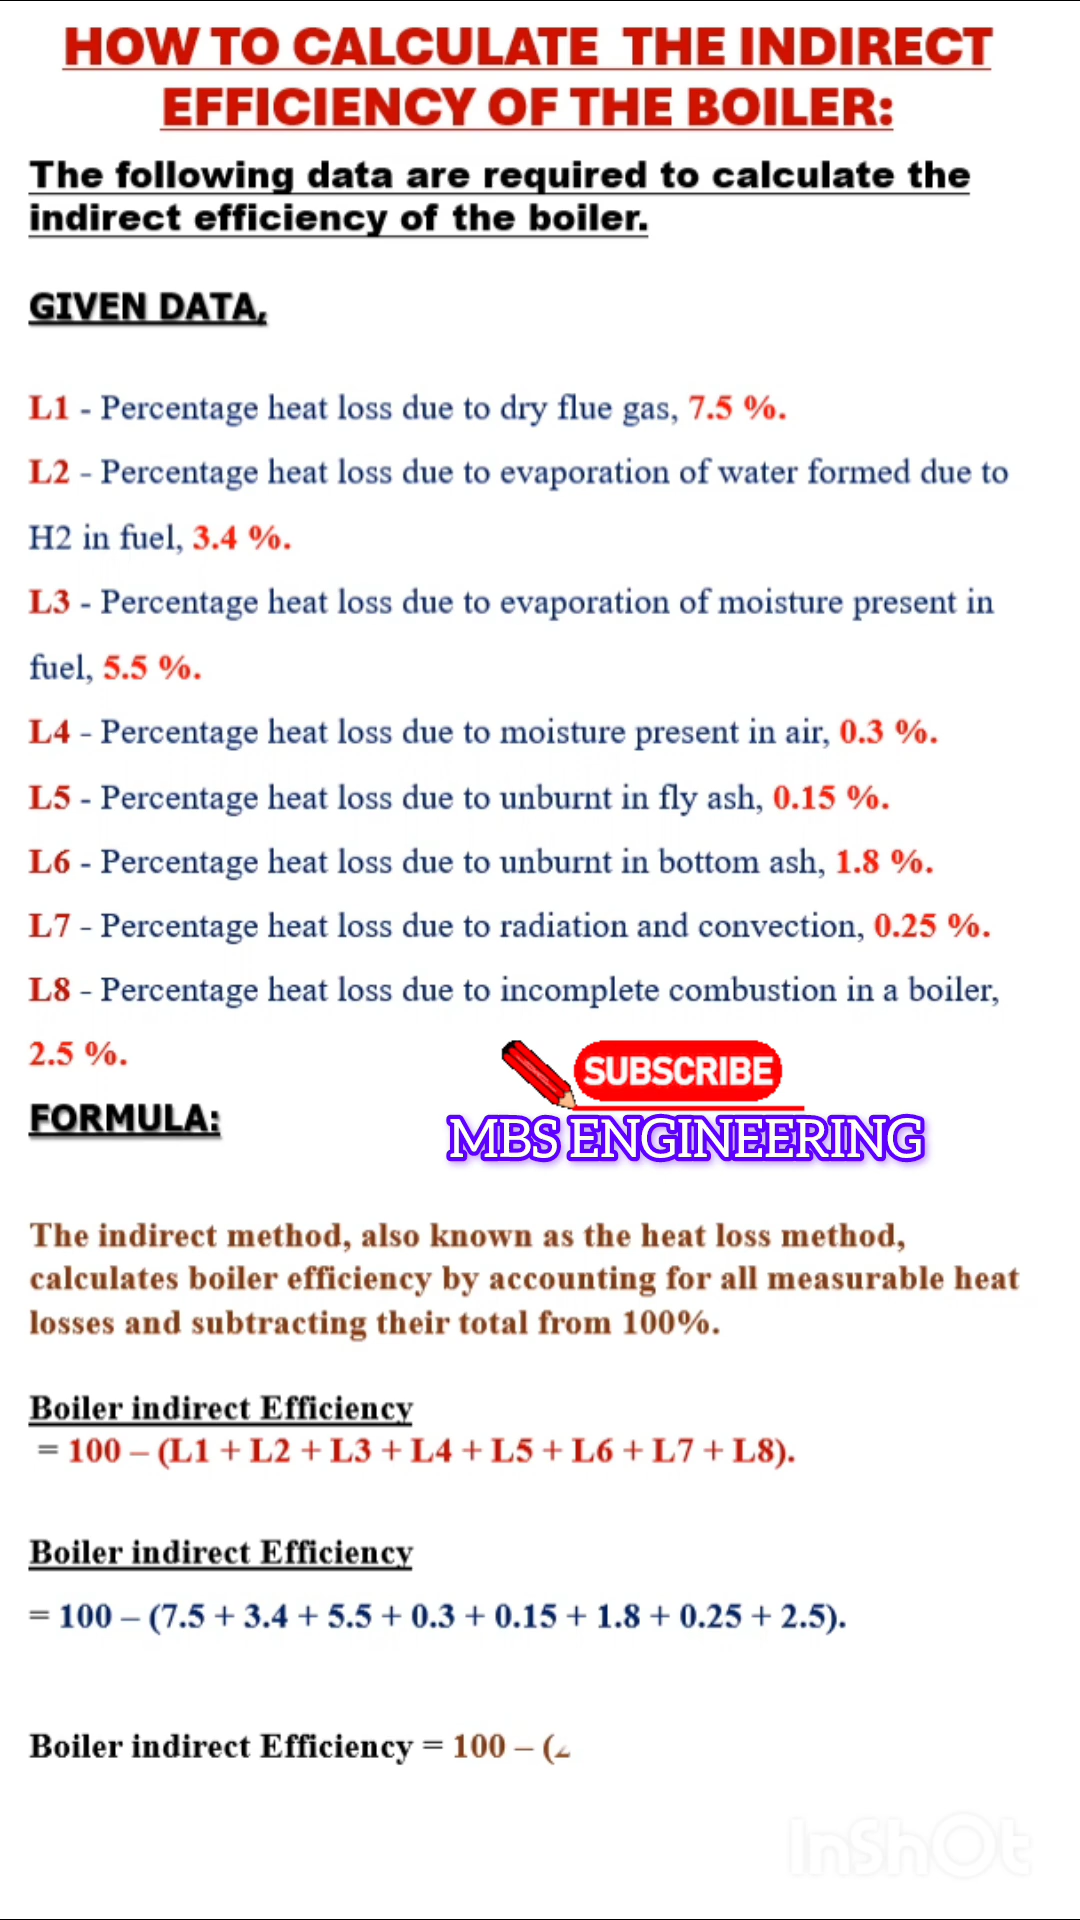 HOW TO CALCULATE THE INDIRECT
EFFICIENCY OF THE BOILER:
The following data are required to calculate the
indirect efficiency of the boiler.
GIVEN DATA,
L1 - Percentage heat loss due to dry flue gas, 7.5 %.
L2 - Percentage heat loss due to evaporation of water formed due to
H2 in fuel, 3.4 %.
L3 - Percentage heat loss due to evaporation of moisture present in
fuel, 5.5 %.
L4 - Percentage heat loss due to moisture present in air, 0.3 %.
L5 - Percentage heat loss due to unburnt in fly ash, 0.15 %.
L6 - Percentage heat loss due to unburnt in bottom ash, 1.8 %.
L7 - Percentage heat loss due to radiation and convection, 0.25 %.
L8 - Percentage heat loss due to incomplete combustion in a boiler,
2.5 %.
SUBSCRIBE
FORMULA:
MBS ENGINEERING
The indirect method, also known as the heat loss method,
calculates boiler efficiency by accounting for all measurable heat
losses and subtracting their total from 100%.
Boiler indirect Efficiency
= 100 – (L1 + L2 + L3 + L4 + L5 + L6 + L7 + L8).
Boiler indirect Efficiency
= 100 – (7.5 + 3.4 + 5.5 + 0.3 + 0.15 + 1.8 + 0.25 + 2.5).
Boiler indirect Efficiency = 100 – (
InShOt